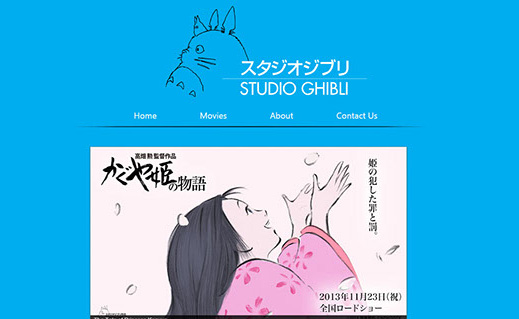 スタジオジブリ
STUDIO GHIBLI
Home Movies About Contact Us
高畑勲監督作品
かぐや姫の物語
姫の犯した罪と罰。
2013年11月23日(祝)
全国ロードショー